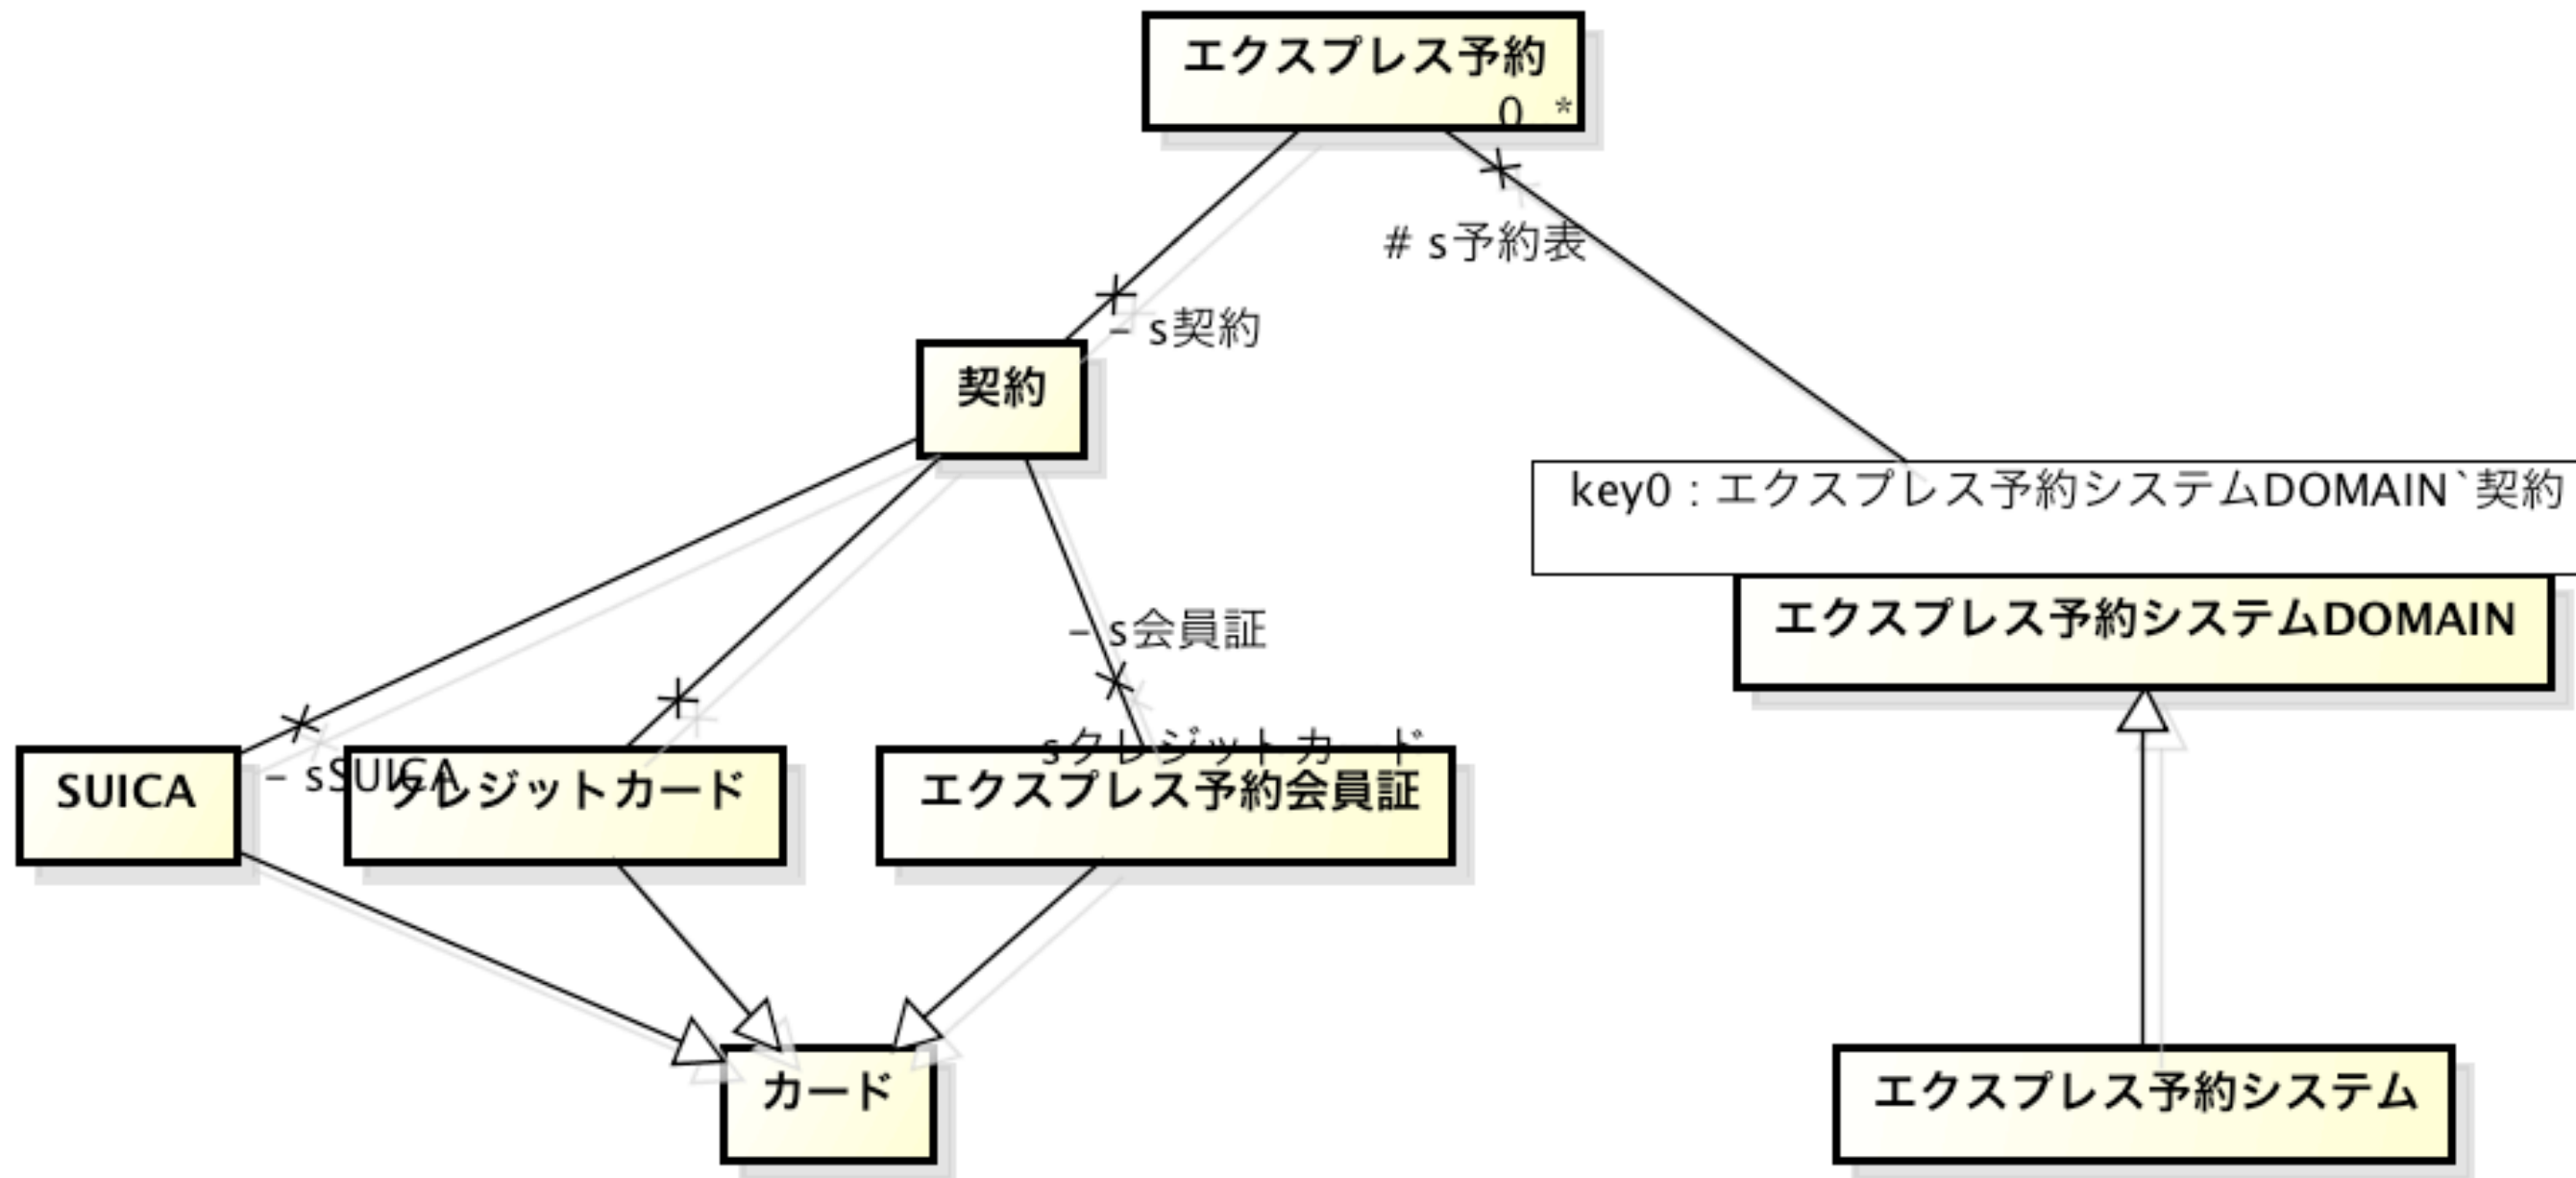 エクスプレス予約
0 *
# s予約表
- s契約
契約
key0 : エクスプレス予約システムDOMAIN`契約
- s会員証
エクスプレス予約システムDOMAIN
sクレジットカード
SUICA
- sSUICA
クレジットカード
エクスプレス予約会員証
カード
エクスプレス予約システム